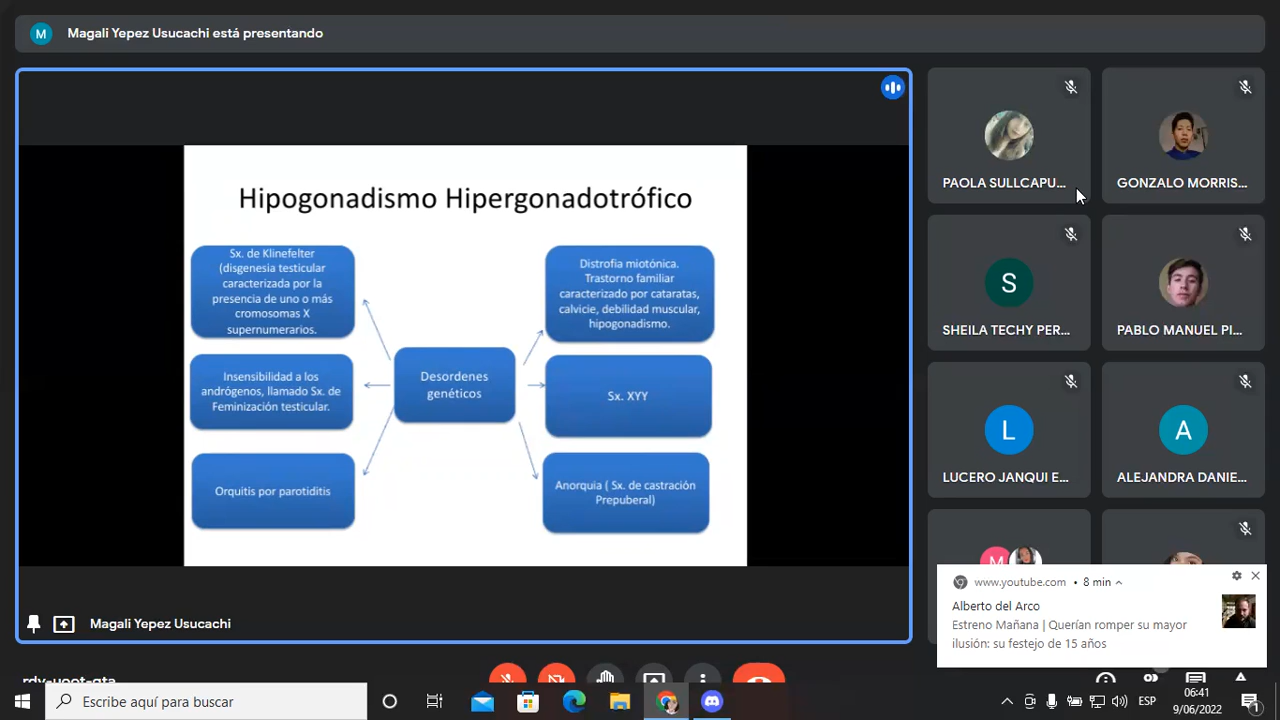 M
Magali Yepez Usucachi está presentando
Hipogonadismo Hipergonadotrófico
Sx. de Klinefelter
(disgenesia testicular
caracterizada por la
presencia de uno o más
cromosomas X
supernumerarios.
Insensibilidad a los
andrógenos, llamado Sx. de
Feminización testicular.
Orquitis por parotiditis
Desordenes
genéticos
Distrofia miotónica.
Trastorno familiar
caracterizado por cataratas,
calvicie, debilidad muscular,
hipogonadismo.
Sx. XYY
Anorquia ( Sx. de castración
Prepuberal)
Magali Yepez Usucachi
PAOLA SULLCAPU...
GONZALO MORRIS...
S
SHEILA TECHY PER...
PABLO MANUEL PI...
L
LUCERO JANQUI E...
A
ALEJANDRA DANIE...
M
www.youtube.com • 8 min
Alberto del Arco
Estreno Mañana | Querían romper su mayor
ilusión: su festejo de 15 años
Escribe aquí para buscar
ESP
06:41
9/06/2022
1